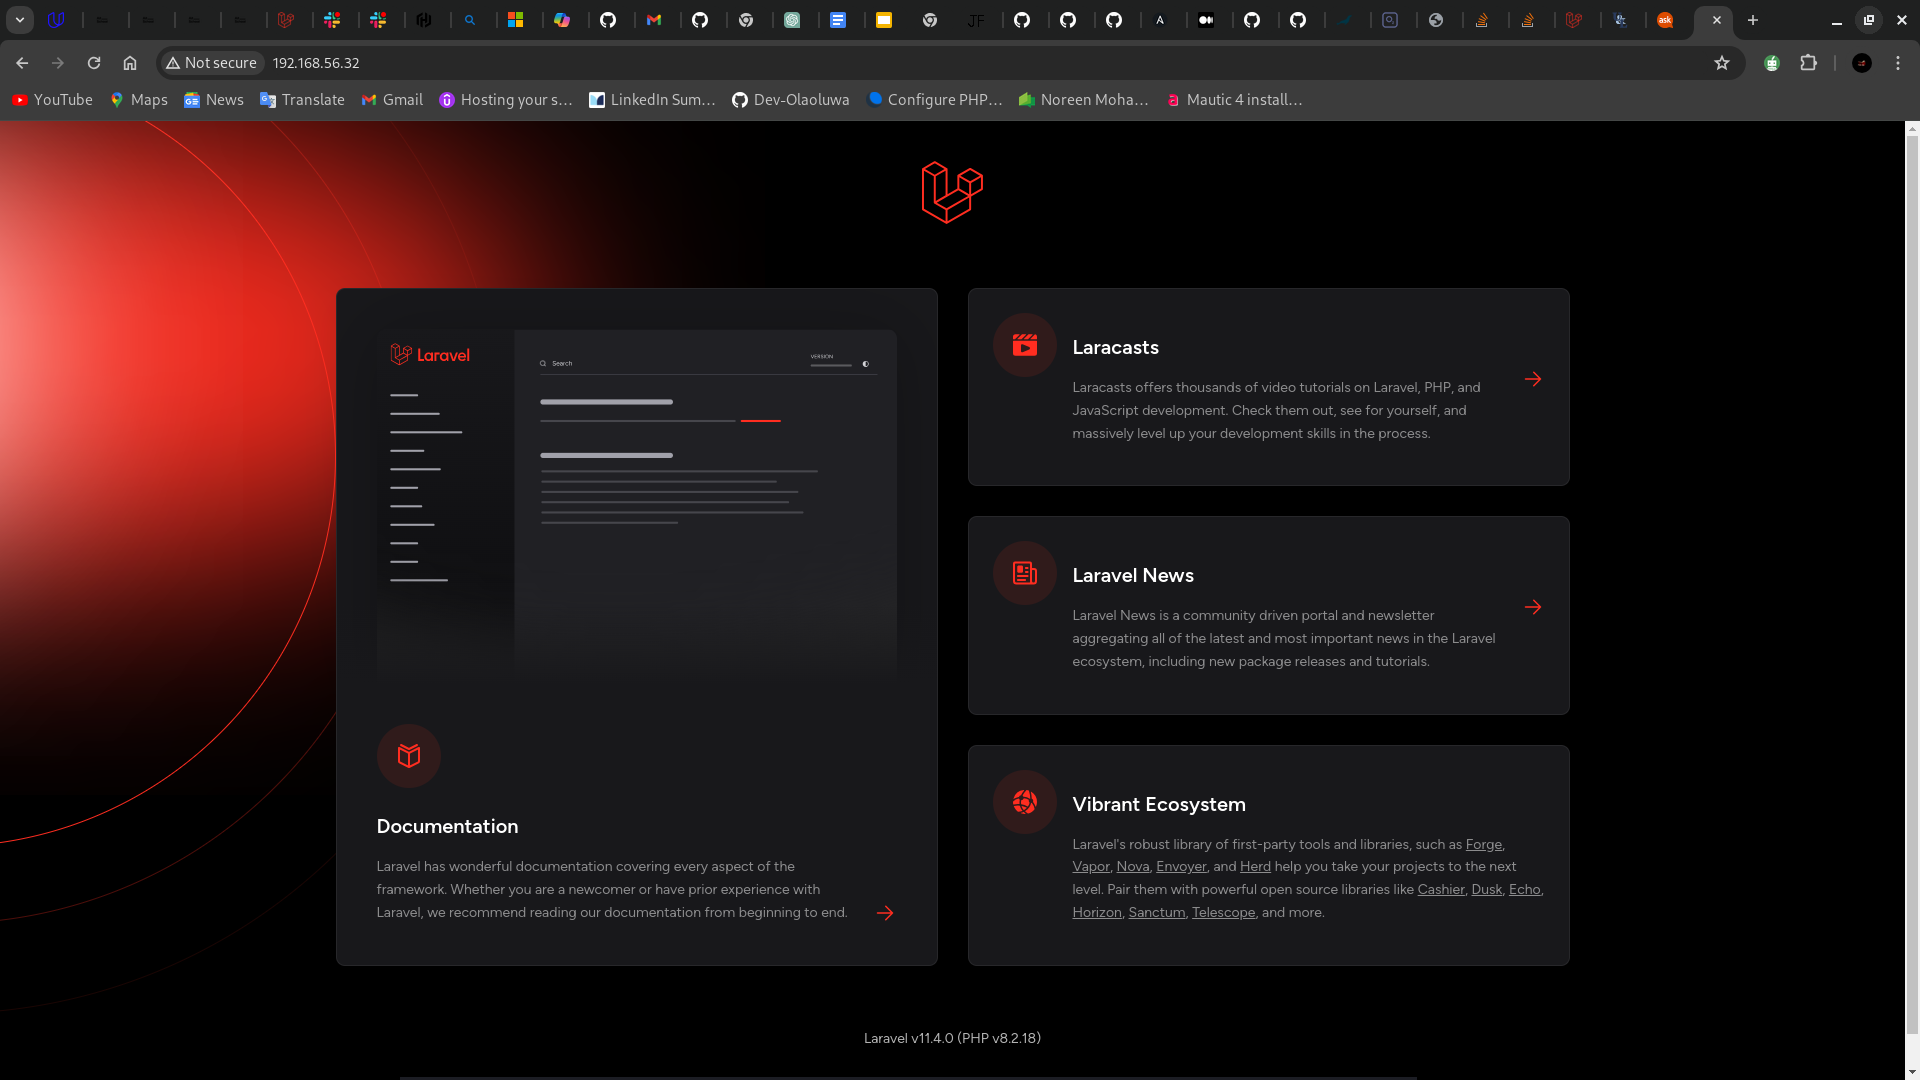 Not secure
192.168.56.32
YouTube
Maps
News
Translate
Gmail
Hosting your s...
LinkedIn Sum...
Dev-Olaoluwa
Configure PHP...
Noreen Moha...
Mautic 4 install...
Laravel
Search
VERSION
Documentation
Laravel has wonderful documentation covering every aspect of the
framework. Whether you are a newcomer or have prior experience with
Laravel, we recommend reading our documentation from beginning to end.
Laracasts
Laracasts offers thousands of video tutorials on Laravel, PHP, and
JavaScript development. Check them out, see for yourself, and
massively level up your development skills in the process.
Laravel News
Laravel News is a community driven portal and newsletter
aggregating all of the latest and most important news in the Laravel
ecosystem, including new package releases and tutorials.
Vibrant Ecosystem
Laravel's robust library of first-party tools and libraries, such as Forge,
Vapor, Nova, Envoyer, and Herd help you take your projects to the next
level. Pair them with powerful open source libraries like Cashier, Dusk, Echo,
Horizon, Sanctum, Telescope, and more.
Laravel v11.4.0 (PHP v8.2.18)